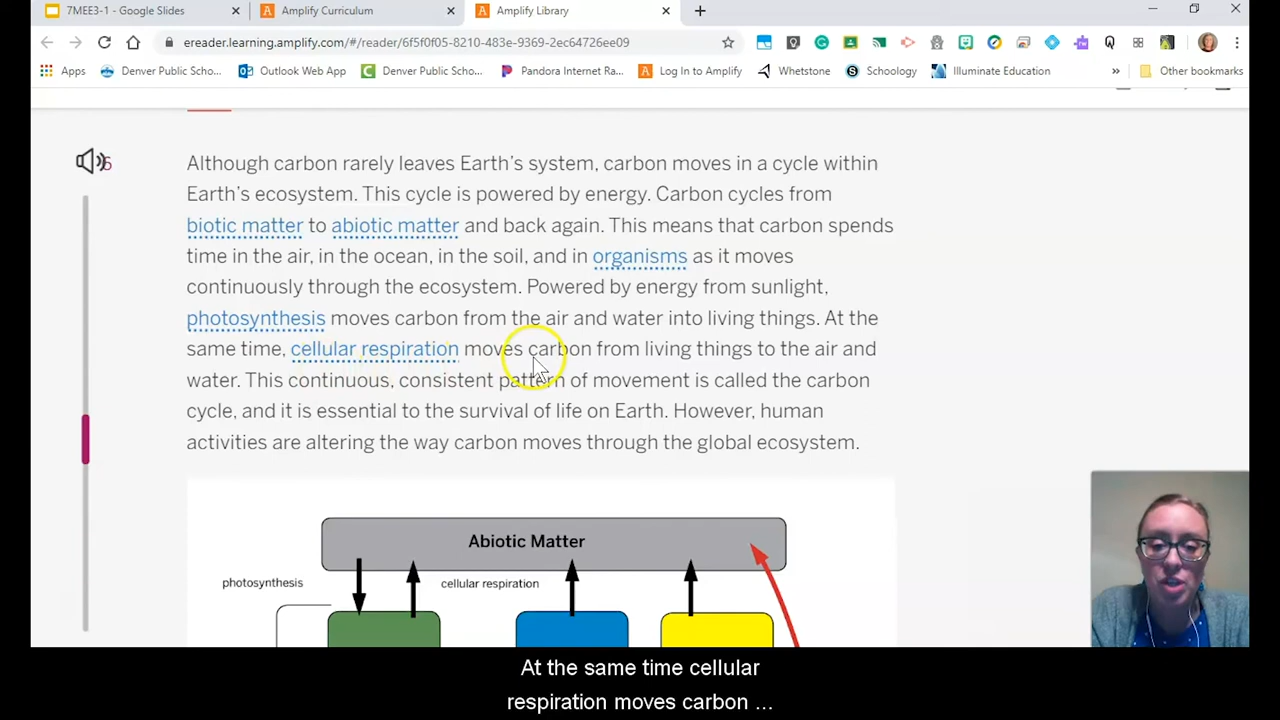 7MEE3-1 - Google Slides
Amplify Curriculum
Amplify Library
ereader.learning.amplify.com/#/reader/6f5f0f05-8210-483e-9369-2ec64726ee09
Apps
Denver Public Scho...
Outlook Web App
Denver Public Scho...
Pandora Internet Ra...
Log In to Amplify
Whetstone
Schoology
Illuminate Education
»
Other bookmarks
6
Although carbon rarely leaves Earth's system, carbon moves in a cycle within
Earth's ecosystem. This cycle is powered by energy. Carbon cycles from
biotic matter to abiotic matter and back again. This means that carbon spends
time in the air, in the ocean, in the soil, and in organisms as it moves
continuously through the ecosystem. Powered by energy from sunlight,
photosynthesis moves carbon from the air and water into living things. At the
same time, cellular respiration moves carbon from living things to the air and
water. This continuous, consistent pattern of movement is called the carbon
cycle, and it is essential to the survival of life on Earth. However, human
activities are altering the way carbon moves through the global ecosystem.
Abiotic Matter
photosynthesis
cellular respiration
At the same time cellular
respiration moves carbon ...